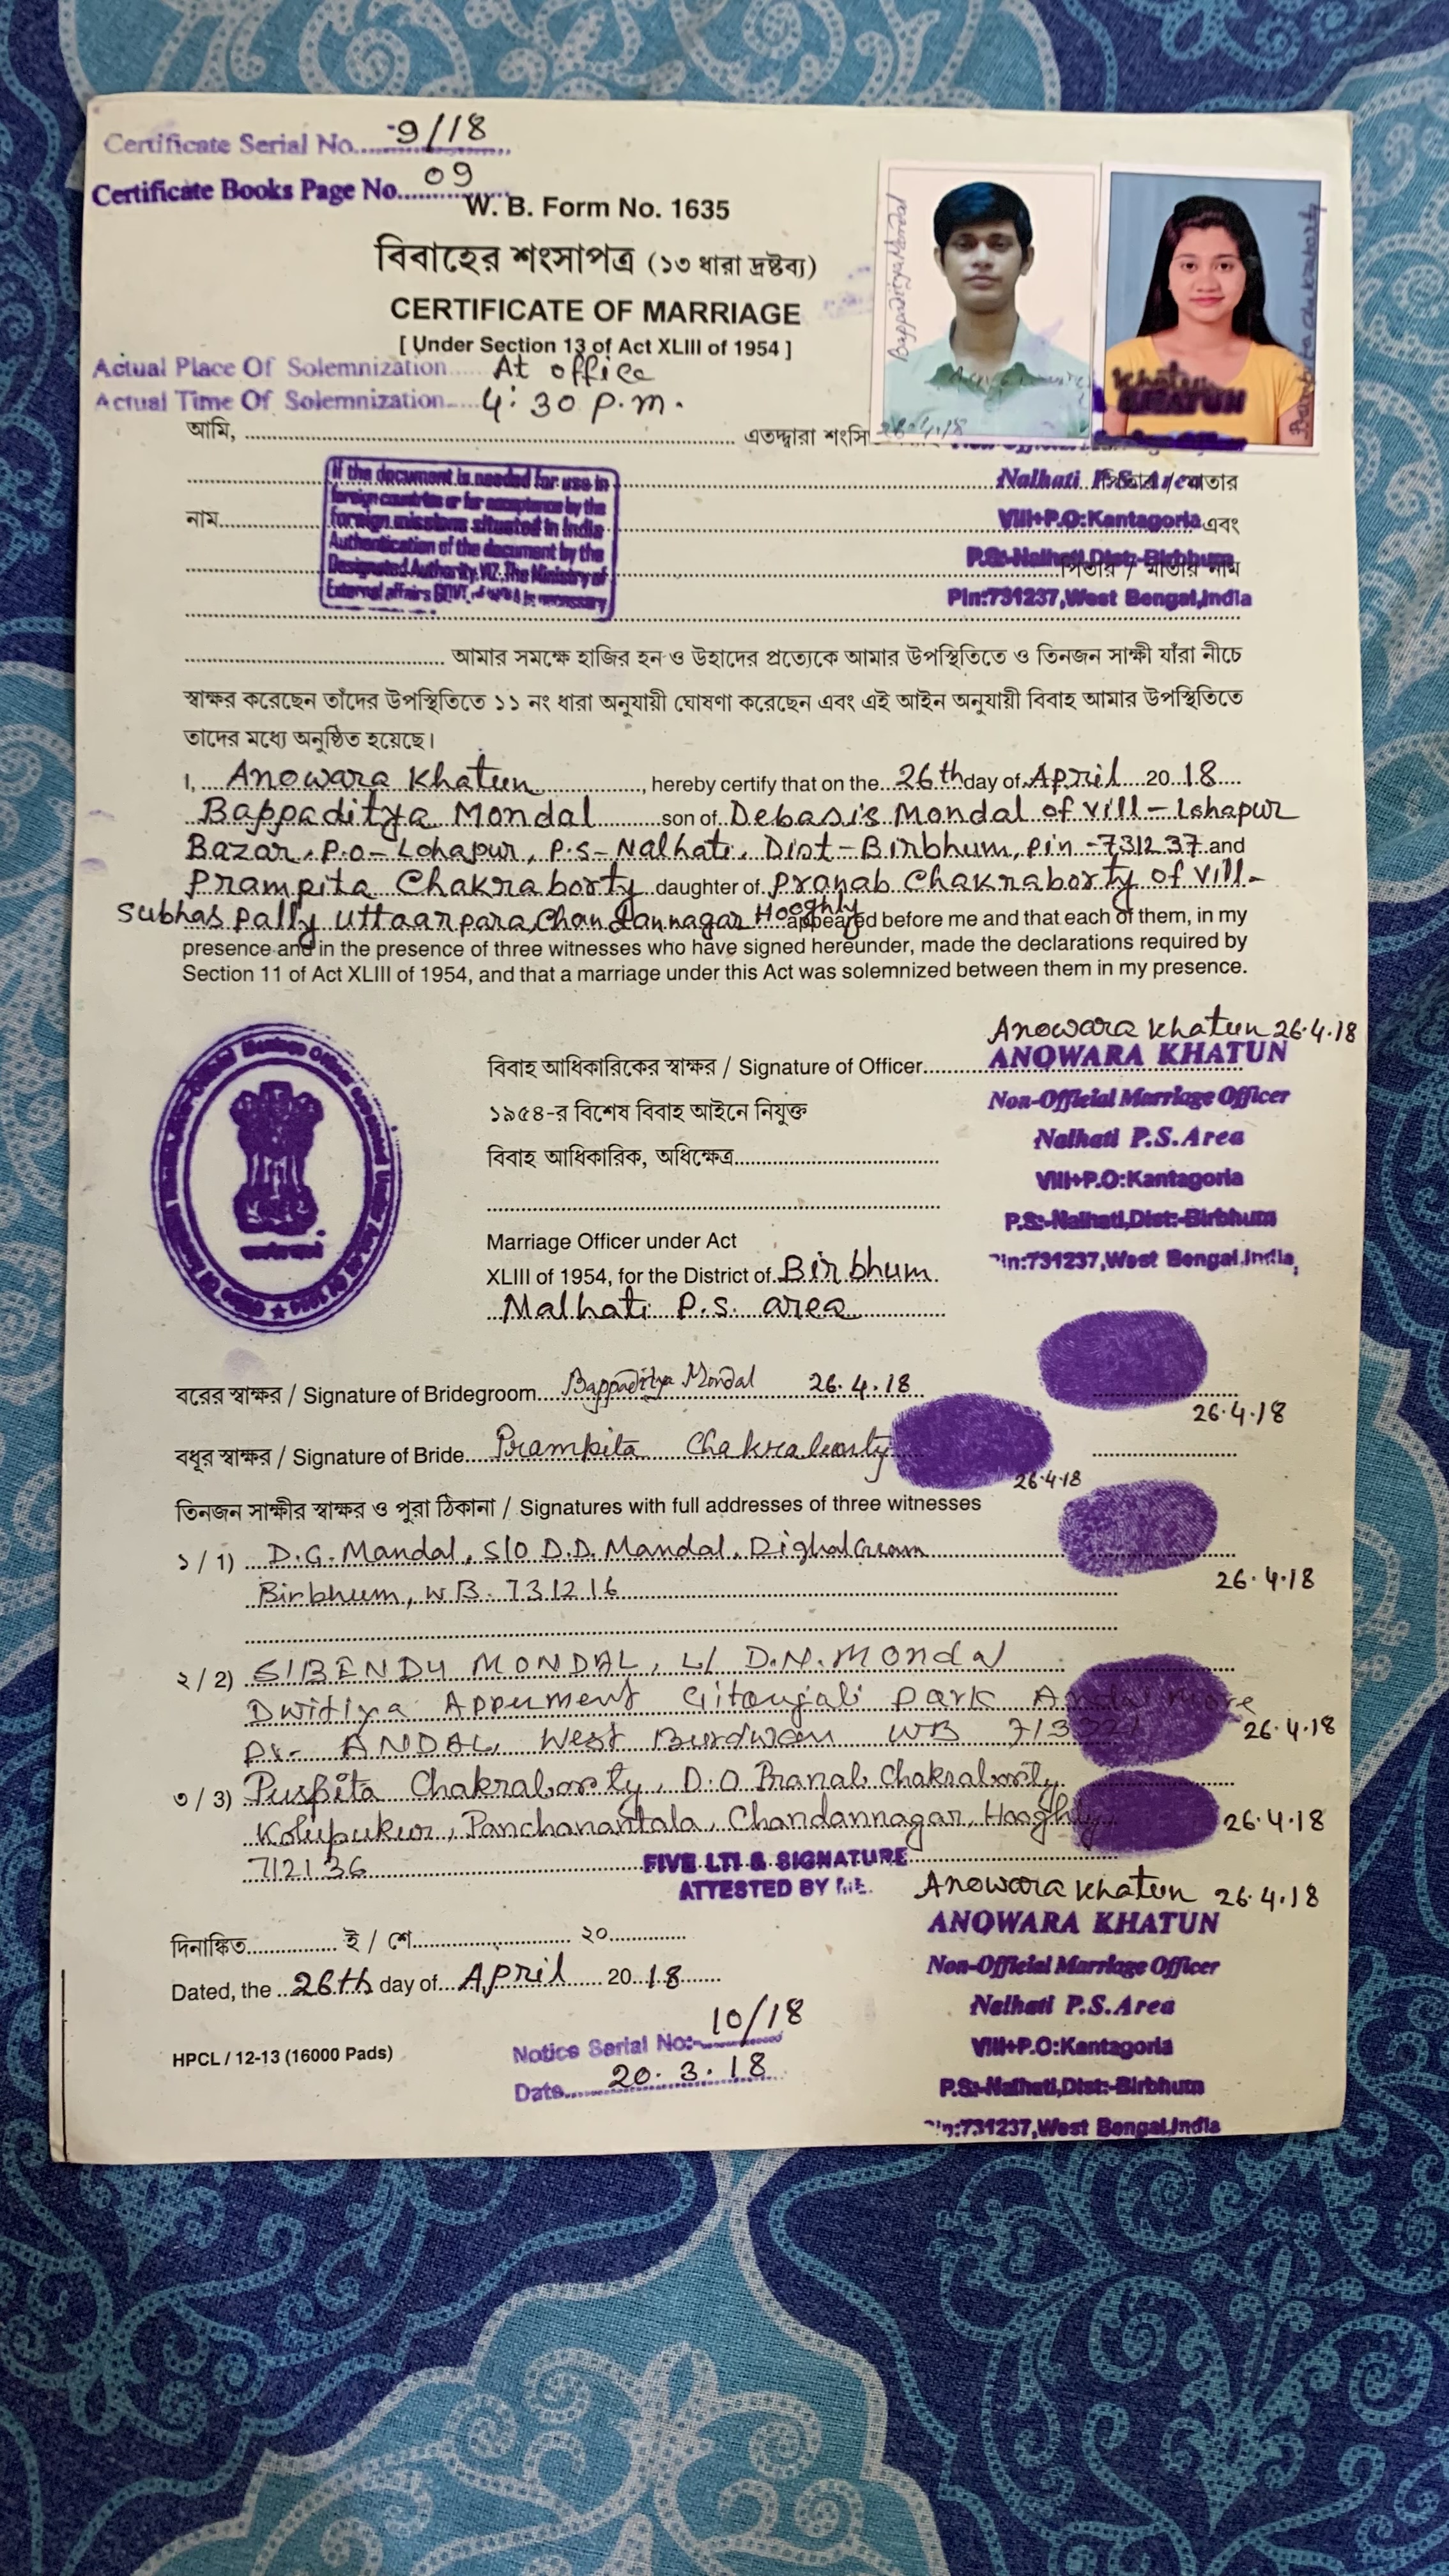 Certificate Serial No. 9/18
Certificate Books Page No. 09
W. B. Form No. 1635
বিবাহের শংসাপত্র (১৩ ধারা দ্রষ্টব্য)
CERTIFICATE OF MARRIAGE
[ Under Section 13 of Act XLIII of 1954 ]
Actual Place Of Solemnization At office
Actual Time Of Solemnization 4:30 p.m.
Bappaditya Mondal
Khatun
KHATUN
26.4.18
আমি, এতদ্দ্বারা শংসি
Nalhati P.S.Area
পিতার / মাতার
নাম
Vill+P.O:Kantagoria
এবং
P.S:-Nalhati,Dist:-Birbhum
পিতার / মাতার নাম
Pin:731237,West Bengal,India
If the document is needed for use in
foreign countries or for acceptance by the
foreign missions situated in India
Authentication of the document by the
Designated Authority VIZ. The Ministry of
External affairs GOVT. of is necessary
আমার সমক্ষে হাজির হন ও উহাদের প্রত্যেকে আমার উপস্থিতিতে ও তিনজন সাক্ষী যাঁরা নীচে
স্বাক্ষর করেছেন তাঁদের উপস্থিতিতে ১১ নং ধারা অনুযায়ী ঘোষণা করেছেন এবং এই আইন অনুযায়ী বিবাহ আমার উপস্থিতিতে
তাদের মধ্যে অনুষ্ঠিত হয়েছে।
I, Anowara Khatun, hereby certify that on the 26th day of April 2018
Bappaditya Mondal son of Debasis Mondal of vill- Lohapur
Bazar, P.O- Lohapur, P.S- Nalhati, Dist- Birbhum, pin -731237 and
Prampita Chakraborty daughter of Pranab Chakraborty of vill-
Subhas pally Uttaarpara, Chandannagar Hooghly appeared before me and that each of them, in my
presence and in the presence of three witnesses who have signed hereunder, made the declarations required by
Section 11 of Act XLIII of 1954, and that a marriage under this Act was solemnized between them in my presence.
Anowara Khatun 26.4.18
বিবাহ আধিকারিকের স্বাক্ষর / Signature of Officer ANOWARA KHATUN
Non-Official Marriage Officer
১৯৫৪-র বিশেষ বিবাহ আইনে নিযুক্ত
Nalhati P.S.Area
বিবাহ আধিকারিক, অধিক্ষেত্র
Vill+P.O:Kantagoria
P.S:-Nalhati,Dist:-Birbhum
Marriage Officer under Act
Pin:731237,West Bengal,India
XLIII of 1954, for the District of Birbhum
Nalhati P.S. area
বরের স্বাক্ষর / Signature of Bridegroom Bappaditya Mondal 26.4.18
26.4.18
বধূর স্বাক্ষর / Signature of Bride Prampita Chakraborty
26.4.18
তিনজন সাক্ষীর স্বাক্ষর ও পুরা ঠিকানা / Signatures with full addresses of three witnesses
১ / 1) D.G. Mandal, S/O D.D. Mandal, Dighalgram
26.4.18
Birbhum, WB. 731216
২ / 2) SIBENDU MONDAL, L/ D.N. Mondal
Dwitiya Apperment Gitanjali Park Andal
26.4.18
ANDAL, West Burdwan WB 713321
৩ / 3) Puspita Chakraborty, D.O Pranab Chakraborty
Kolupukur, Panchanantala, Chandannagar, Hooghly
26.4.18
712136
FIVE LTI & SIGNATURE
ATTESTED BY ME.
Anowara Khatun 26.4.18
ANOWARA KHATUN
Non-Official Marriage Officer
Nalhati P.S.Area
Vill+P.O:Kantagoria
P.S:-Nalhati,Dist:-Birbhum
Pin:731237,West Bengal,India
দিনাঙ্কিত ই / শে ২০
Dated, the 26th day of April 2018
HPCL / 12-13 (16000 Pads)
Notice Serial No:- 10/18
Date 20.3.18